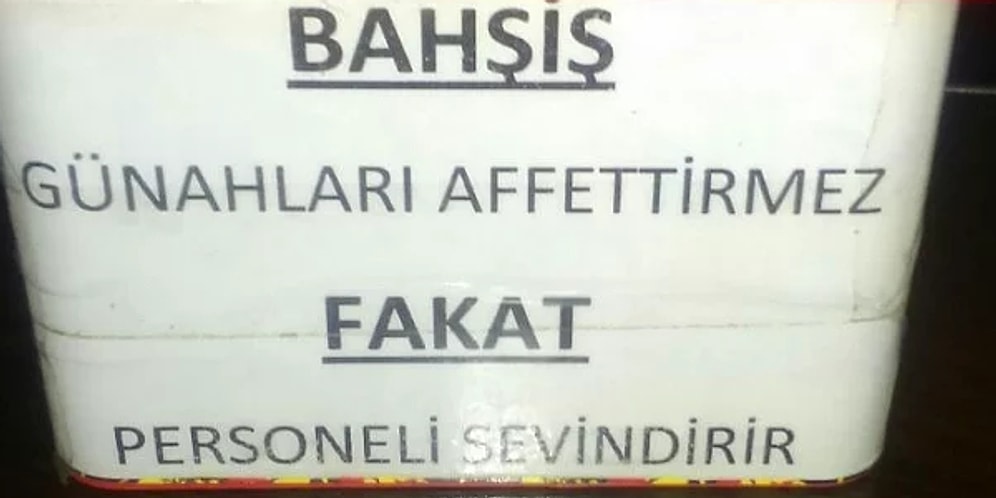 BAHŞİŞ
GÜNAHLARI AFFETTİRMEZ
FAKAT
PERSONELİ SEVİNDİRİR